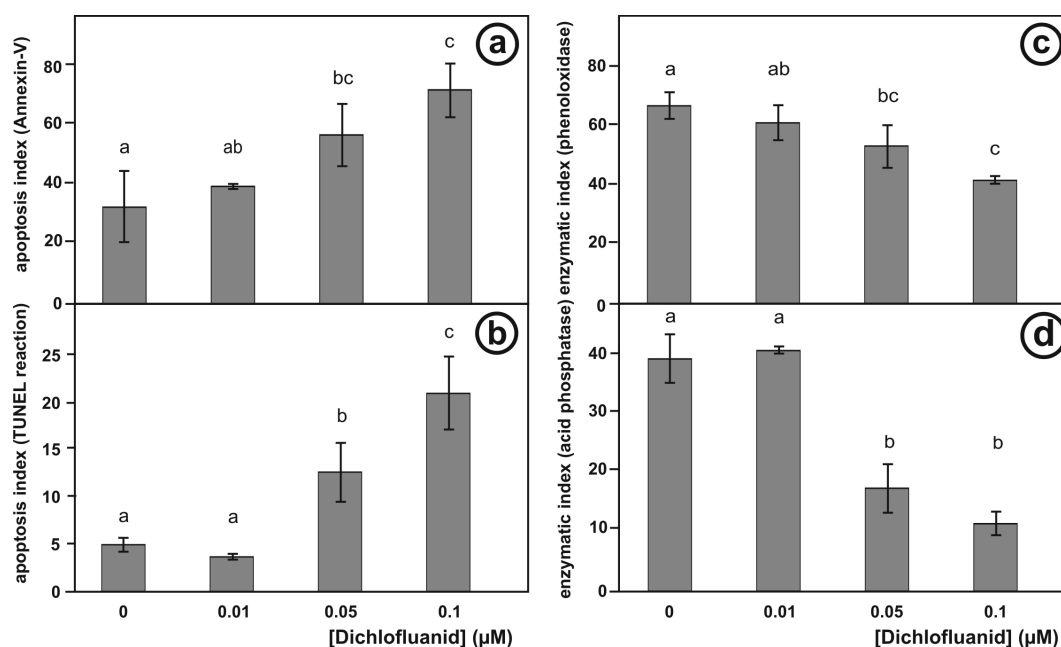 a
apoptosis index (Annexin-V)
80
60
40
20
0
a
ab
bc
c
b
apoptosis index (TUNEL reaction)
25
20
15
10
5
0
a
a
b
c
0
0.01
0.05
0.1
[Dichlofluanid] (µM)
c
enzymatic index (phenoloxidase)
80
60
40
20
0
a
ab
bc
c
d
enzymatic index (acid phosphatase)
40
30
20
10
0
a
a
b
b
0
0.01
0.05
0.1
[Dichlofluanid] (µM)